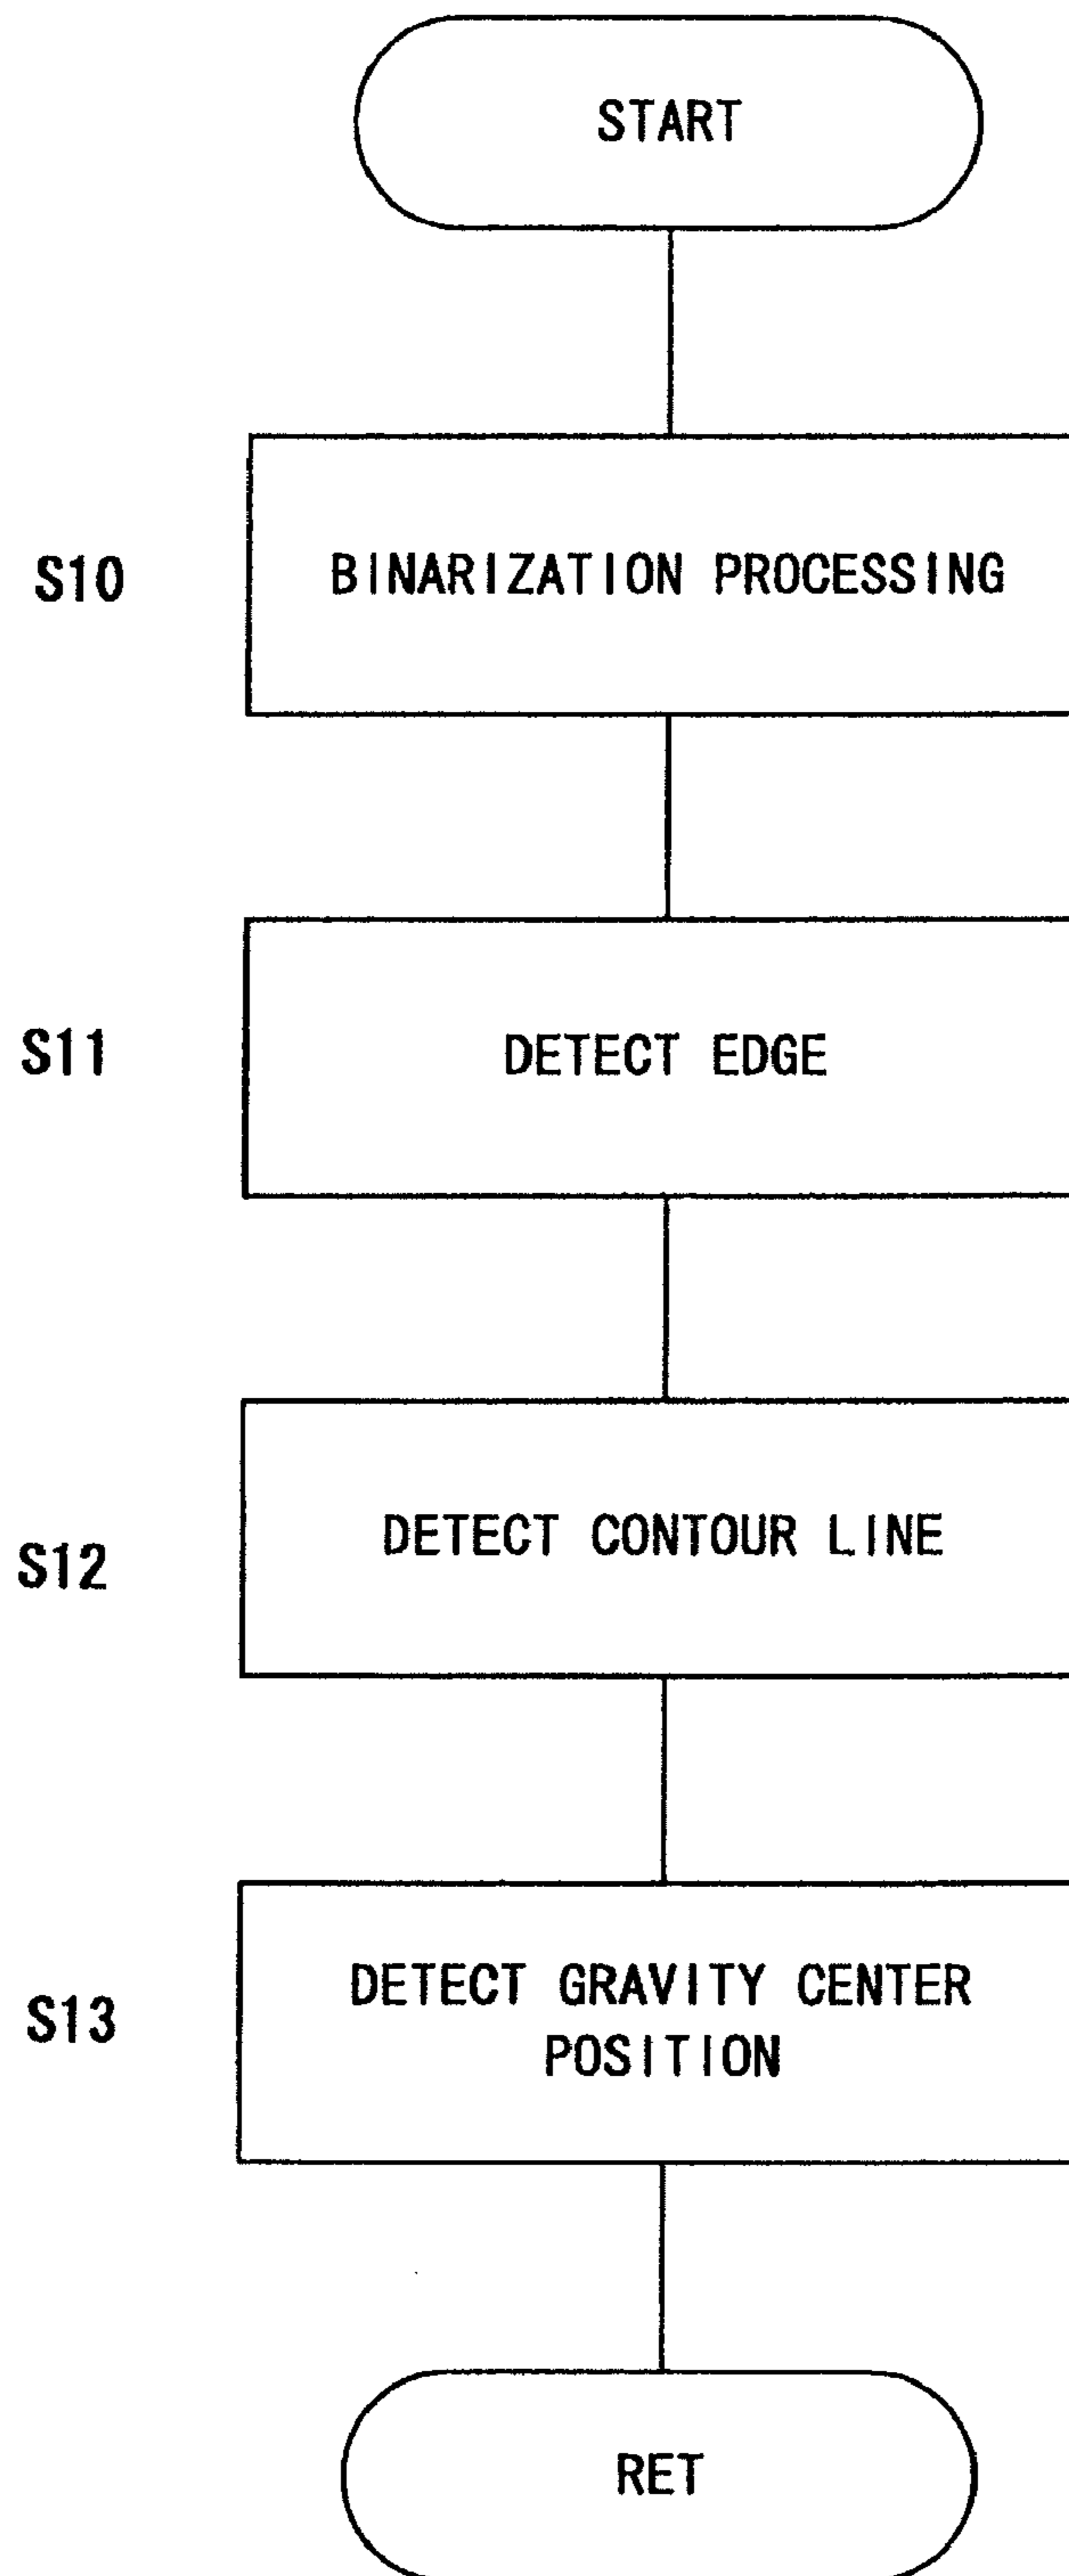 START
S10
BINARIZATION PROCESSING
S11
DETECT EDGE
S12
DETECT CONTOUR LINE
S13
DETECT GRAVITY CENTER
POSITION
RET